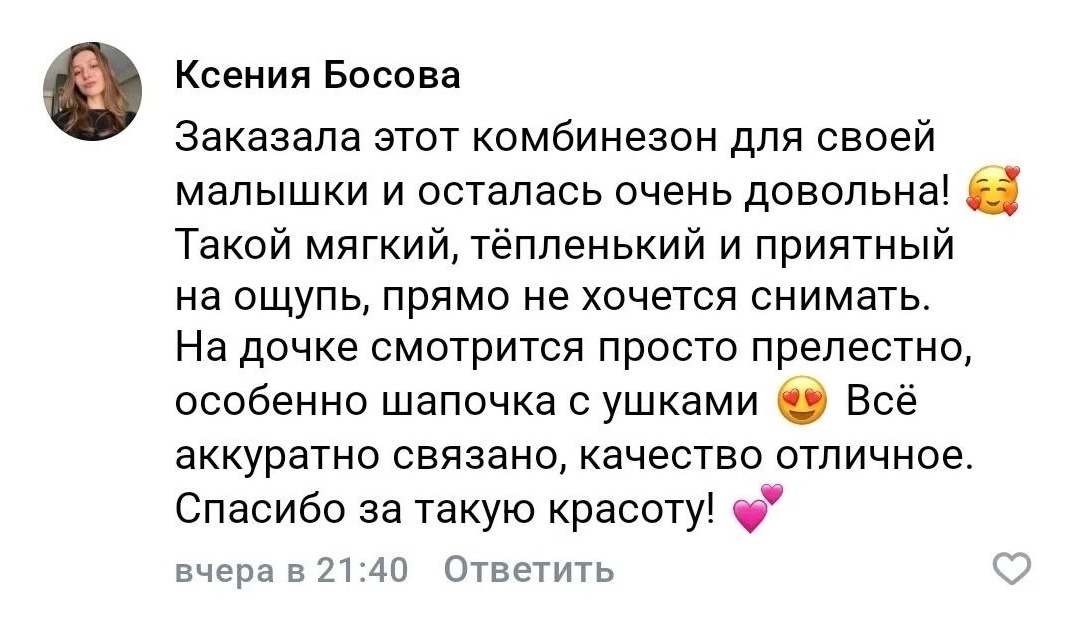 Ксения Босова
Заказала этот комбинезон для своей
малышки и осталась очень довольна! 🥰
Такой мягкий, тёпленький и приятный
на ощупь, прямо не хочется снимать.
На дочке смотрится просто прелестно,
особенно шапочка с ушками 😍 Всё
аккуратно связано, качество отличное.
Спасибо за такую красоту! 💕
вчера в 21:40 Ответить